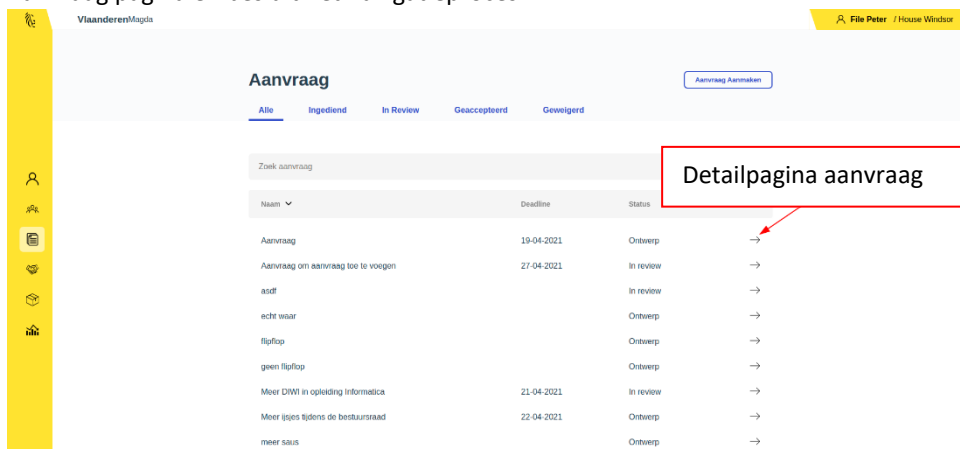 VlaanderenMagda
File Peter / House Windsor
Aanvraag
Aanvraag Aanmaken
Alle Ingediend In Review Geaccepteerd Geweigerd
Zoek aanvraag
Detailpagina aanvraag
Naam Deadline Status
Aanvraag 19-04-2021 Ontwerp
Aanvraag om aanvraag toe te voegen 27-04-2021 In review
asdf In review
echt waar Ontwerp
flipflop Ontwerp
geen flipflop Ontwerp
Meer DIWI in opleiding Informatica 21-04-2021 In review
Meer ijsjes tijdens de bestuursraad 22-04-2021 Ontwerp
meer saus Ontwerp